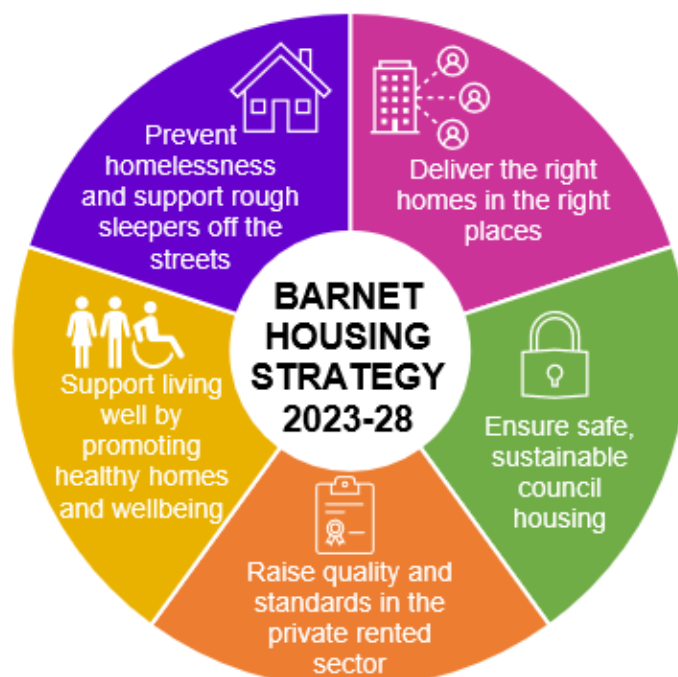 Prevent
homelessness
and support rough
sleepers off the
streets
Deliver the right
homes in the right
places
BARNET
HOUSING
STRATEGY
2023-28
Support living
well by
promoting
healthy homes
and wellbeing
Ensure safe,
sustainable
council
housing
Raise quality and
standards in the
private rented
sector